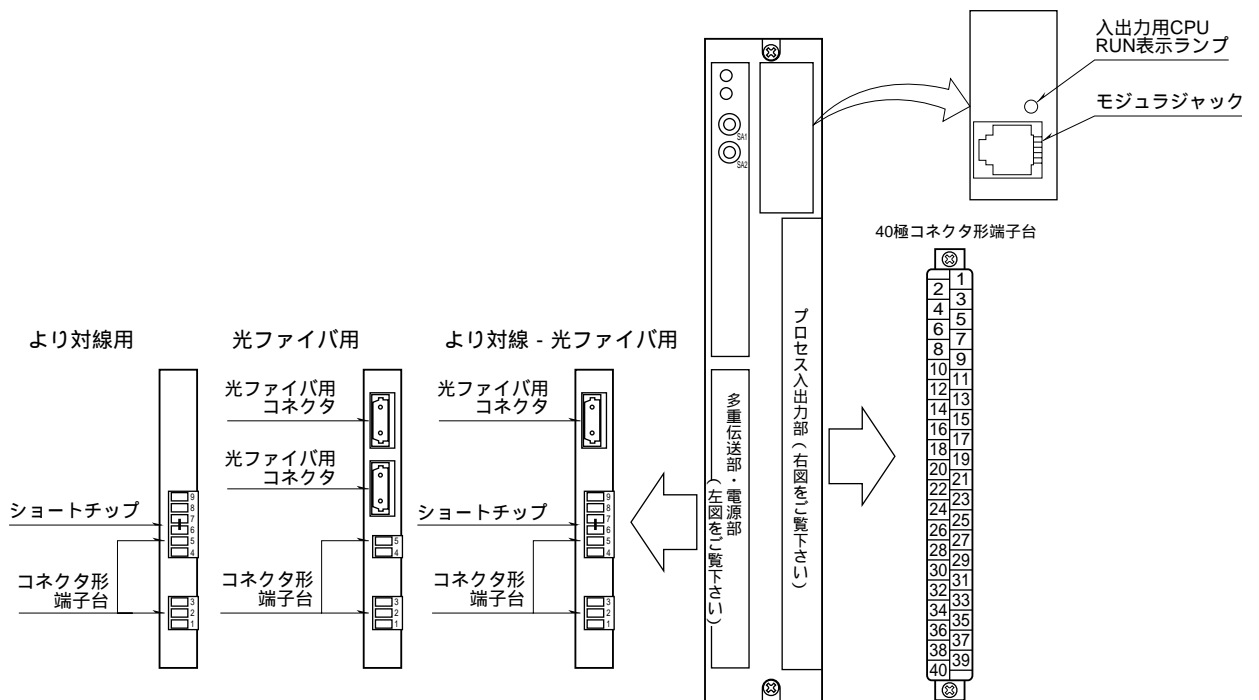 入出力用CPU
RUN表示ランプ
モジュラジャック
SA1
SA2
40極コネクタ形端子台
1
2
3
4
5
6
7
8
9
10
11
12
13
14
15
16
17
18
19
20
21
22
23
24
25
26
27
28
29
30
31
32
33
34
35
36
37
38
39
40
プロセス入出力部(右図をご覧下さい)
多重伝送部・電源部
(左図をご覧下さい)
より対線用
ショートチップ
コネクタ形
端子台
9
8
7
6
5
4
3
2
1
光ファイバ用
光ファイバ用
コネクタ
光ファイバ用
コネクタ
コネクタ形
端子台
5
4
3
2
1
より対線 - 光ファイバ用
光ファイバ用
コネクタ
ショートチップ
コネクタ形
端子台
9
8
7
6
5
4
3
2
1